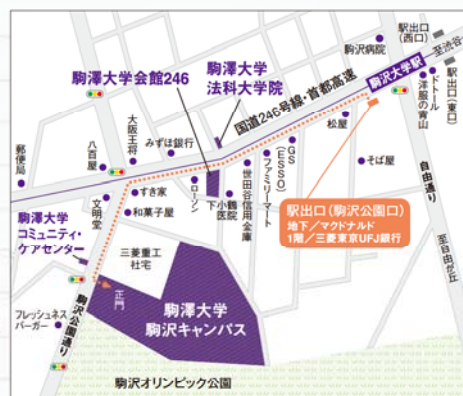 駅出口
(西口)
至渋谷
駒沢病院
駒沢大学駅
駅出口(東口)
ドトール
洋服の青山
駒澤大学
法科大学院
駒澤大学会館246
国道246号線・首都高速
大阪王将
みずほ銀行
松屋
八百屋
郵便局
GS
(ESSO)
そば屋
自由通り
ファミリーマート
世田谷信用金庫
ローソン
下小鶴
医院
すき家
和菓子屋
文明堂
駅出口(駒沢公園口)
地下/マクドナルド
1階/三菱東京UFJ銀行
駒澤大学
コミュニティ・
ケアセンター
三菱重工
社宅
至自由が丘
正門
駒澤大学
駒沢キャンパス
フレッシュネス
バーガー
駒沢公園通り
駒沢オリンピック公園